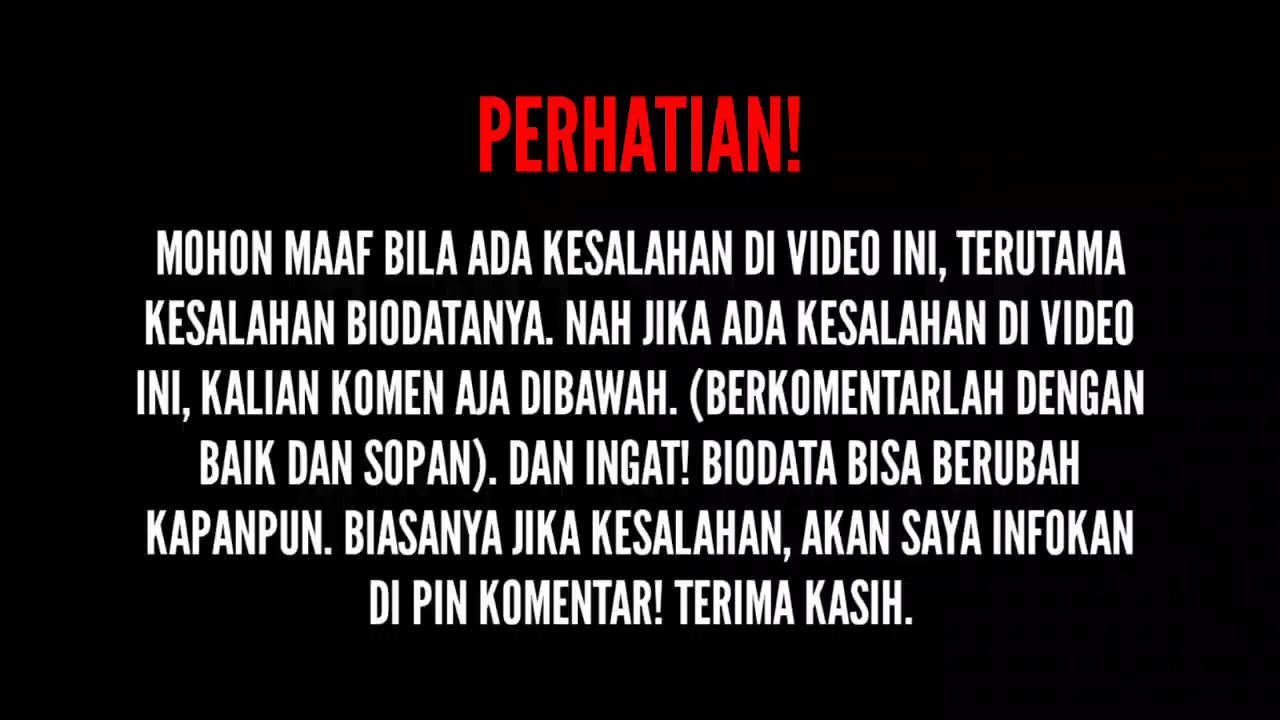 PERHATIAN!
MOHON MAAF BILA ADA KESALAHAN DI VIDEO INI, TERUTAMA
KESALAHAN BIODATANYA. NAH JIKA ADA KESALAHAN DI VIDEO
INI, KALIAN KOMEN AJA DIBAWAH. (BERKOMENTARLAH DENGAN
BAIK DAN SOPAN). DAN INGAT! BIODATA BISA BERUBAH
KAPANPUN. BIASANYA JIKA KESALAHAN, AKAN SAYA INFOKAN
DI PIN KOMENTAR! TERIMA KASIH.